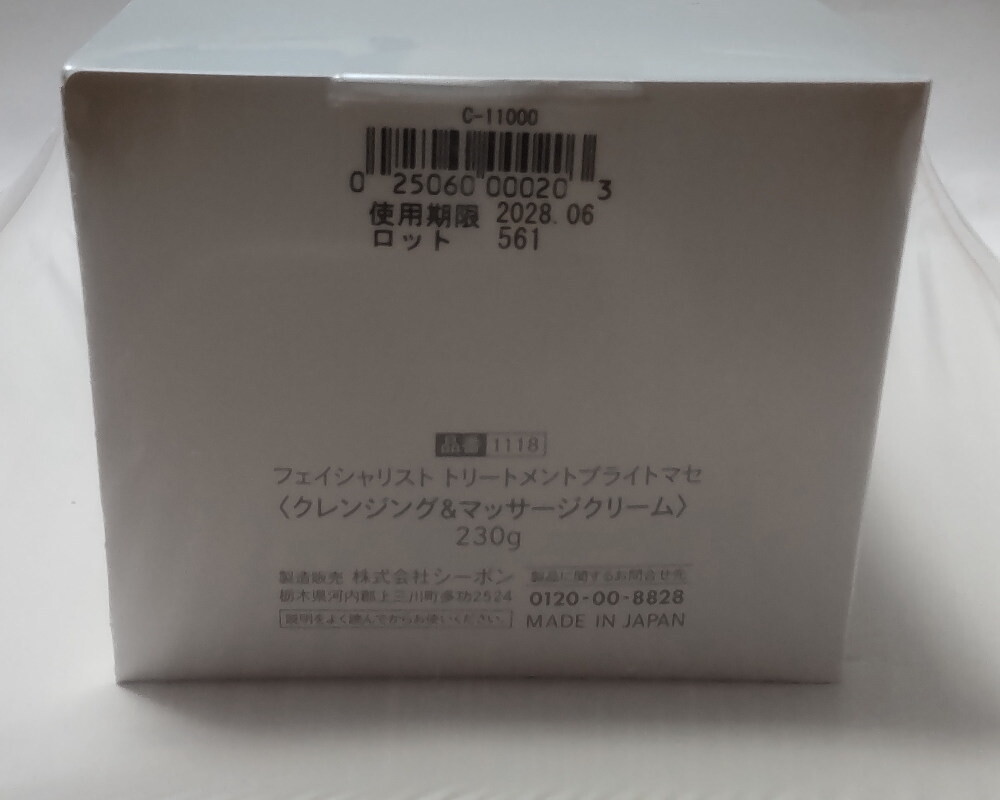 C-11000
0 25060 00020 3
使用期限 2028.06
ロット 561
品番 1118
フェイシャリスト トリートメントブライトマセ
〈クレンジング&マッサージクリーム〉
230g
製造販売 株式会社シーボン
栃木県河内郡上三川町多功2524
説明をよく読んでからお使いください。
製品に関するお問合せ先
0120-00-8828
MADE IN JAPAN